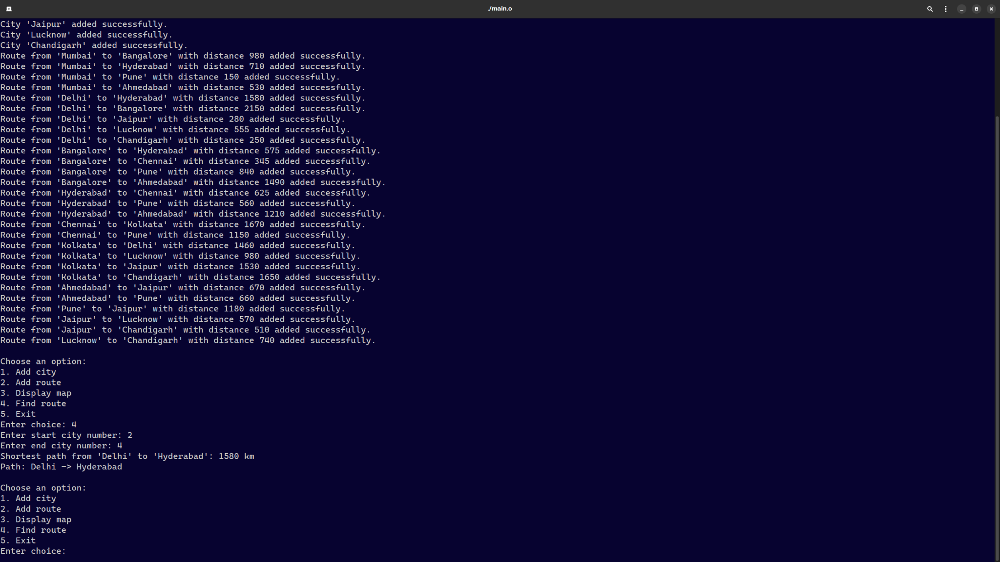 ./main.o
City 'Jaipur' added successfully.
City 'Lucknow' added successfully.
City 'Chandigarh' added successfully.
Route from 'Mumbai' to 'Bangalore' with distance 980 added successfully.
Route from 'Mumbai' to 'Hyderabad' with distance 710 added successfully.
Route from 'Mumbai' to 'Pune' with distance 150 added successfully.
Route from 'Mumbai' to 'Ahmedabad' with distance 530 added successfully.
Route from 'Delhi' to 'Hyderabad' with distance 1580 added successfully.
Route from 'Delhi' to 'Bangalore' with distance 2150 added successfully.
Route from 'Delhi' to 'Jaipur' with distance 280 added successfully.
Route from 'Delhi' to 'Lucknow' with distance 555 added successfully.
Route from 'Delhi' to 'Chandigarh' with distance 250 added successfully.
Route from 'Bangalore' to 'Hyderabad' with distance 575 added successfully.
Route from 'Bangalore' to 'Chennai' with distance 345 added successfully.
Route from 'Bangalore' to 'Pune' with distance 840 added successfully.
Route from 'Bangalore' to 'Ahmedabad' with distance 1490 added successfully.
Route from 'Hyderabad' to 'Chennai' with distance 625 added successfully.
Route from 'Hyderabad' to 'Pune' with distance 560 added successfully.
Route from 'Hyderabad' to 'Ahmedabad' with distance 1210 added successfully.
Route from 'Chennai' to 'Kolkata' with distance 1670 added successfully.
Route from 'Chennai' to 'Pune' with distance 1150 added successfully.
Route from 'Kolkata' to 'Delhi' with distance 1460 added successfully.
Route from 'Kolkata' to 'Lucknow' with distance 980 added successfully.
Route from 'Kolkata' to 'Jaipur' with distance 1530 added successfully.
Route from 'Kolkata' to 'Chandigarh' with distance 1650 added successfully.
Route from 'Ahmedabad' to 'Jaipur' with distance 670 added successfully.
Route from 'Ahmedabad' to 'Pune' with distance 660 added successfully.
Route from 'Pune' to 'Jaipur' with distance 1180 added successfully.
Route from 'Jaipur' to 'Lucknow' with distance 570 added successfully.
Route from 'Jaipur' to 'Chandigarh' with distance 510 added successfully.
Route from 'Lucknow' to 'Chandigarh' with distance 740 added successfully.
Choose an option:
1. Add city
2. Add route
3. Display map
4. Find route
5. Exit
Enter choice: 4
Enter start city number: 2
Enter end city number: 4
Shortest path from 'Delhi' to 'Hyderabad': 1580 km
Path: Delhi -> Hyderabad
Choose an option:
1. Add city
2. Add route
3. Display map
4. Find route
5. Exit
Enter choice: